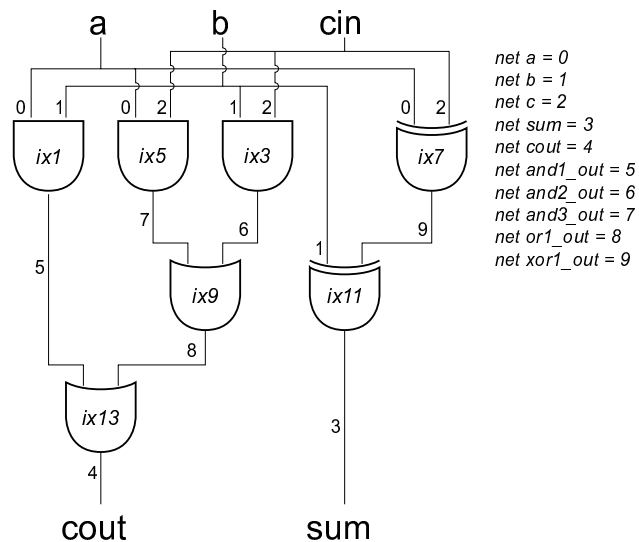 a b cin
net a = 0
net b = 1
net c = 2
net sum = 3
net cout = 4
net and1_out = 5
net and2_out = 6
net and3_out = 7
net or1_out = 8
net xor1_out = 9
0 1 0 2 1 2 0 2
ix1 ix5 ix3 ix7
7 6 9
5 1
ix9 ix11
8
ix13
3
4
cout sum